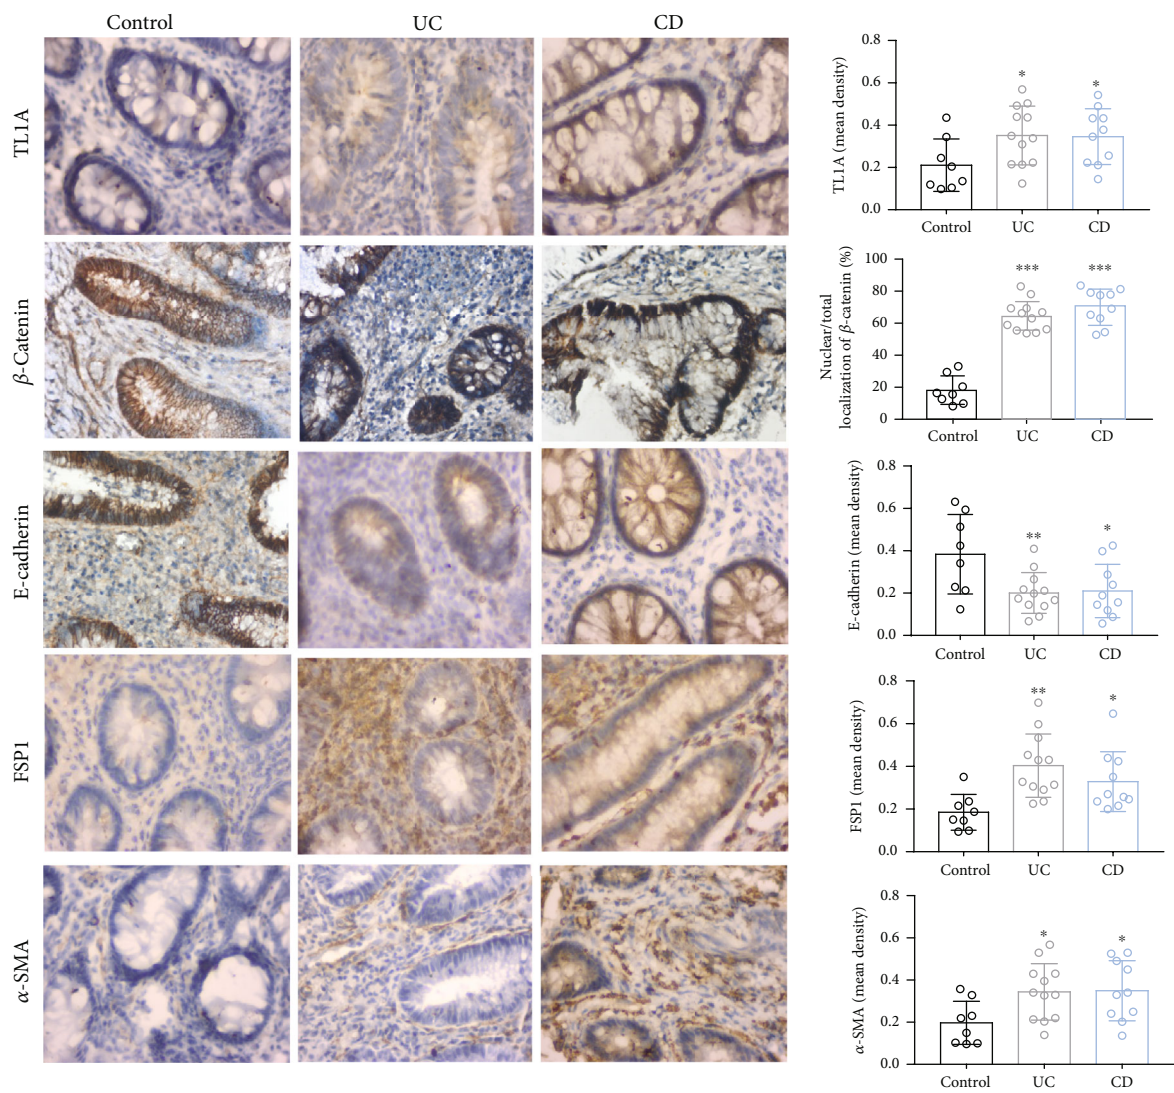 Control UC CD
TL1A
β-Catenin
E-cadherin
FSP1
α-SMA
TL1A (mean density)
0.8
0.6
0.4
0.2
0.0
* *
Control UC CD
Nuclear/total
localization of β-catenin (%)
100
80
60
40
20
0
*** ***
Control UC CD
E-cadherin (mean density)
0.8
0.6
0.4
0.2
0.0
** *
Control UC CD
FSP1 (mean density)
0.8
0.6
0.4
0.2
0.0
** *
Control UC CD
α-SMA (mean density)
0.8
0.6
0.4
0.2
0.0
* *
Control UC CD